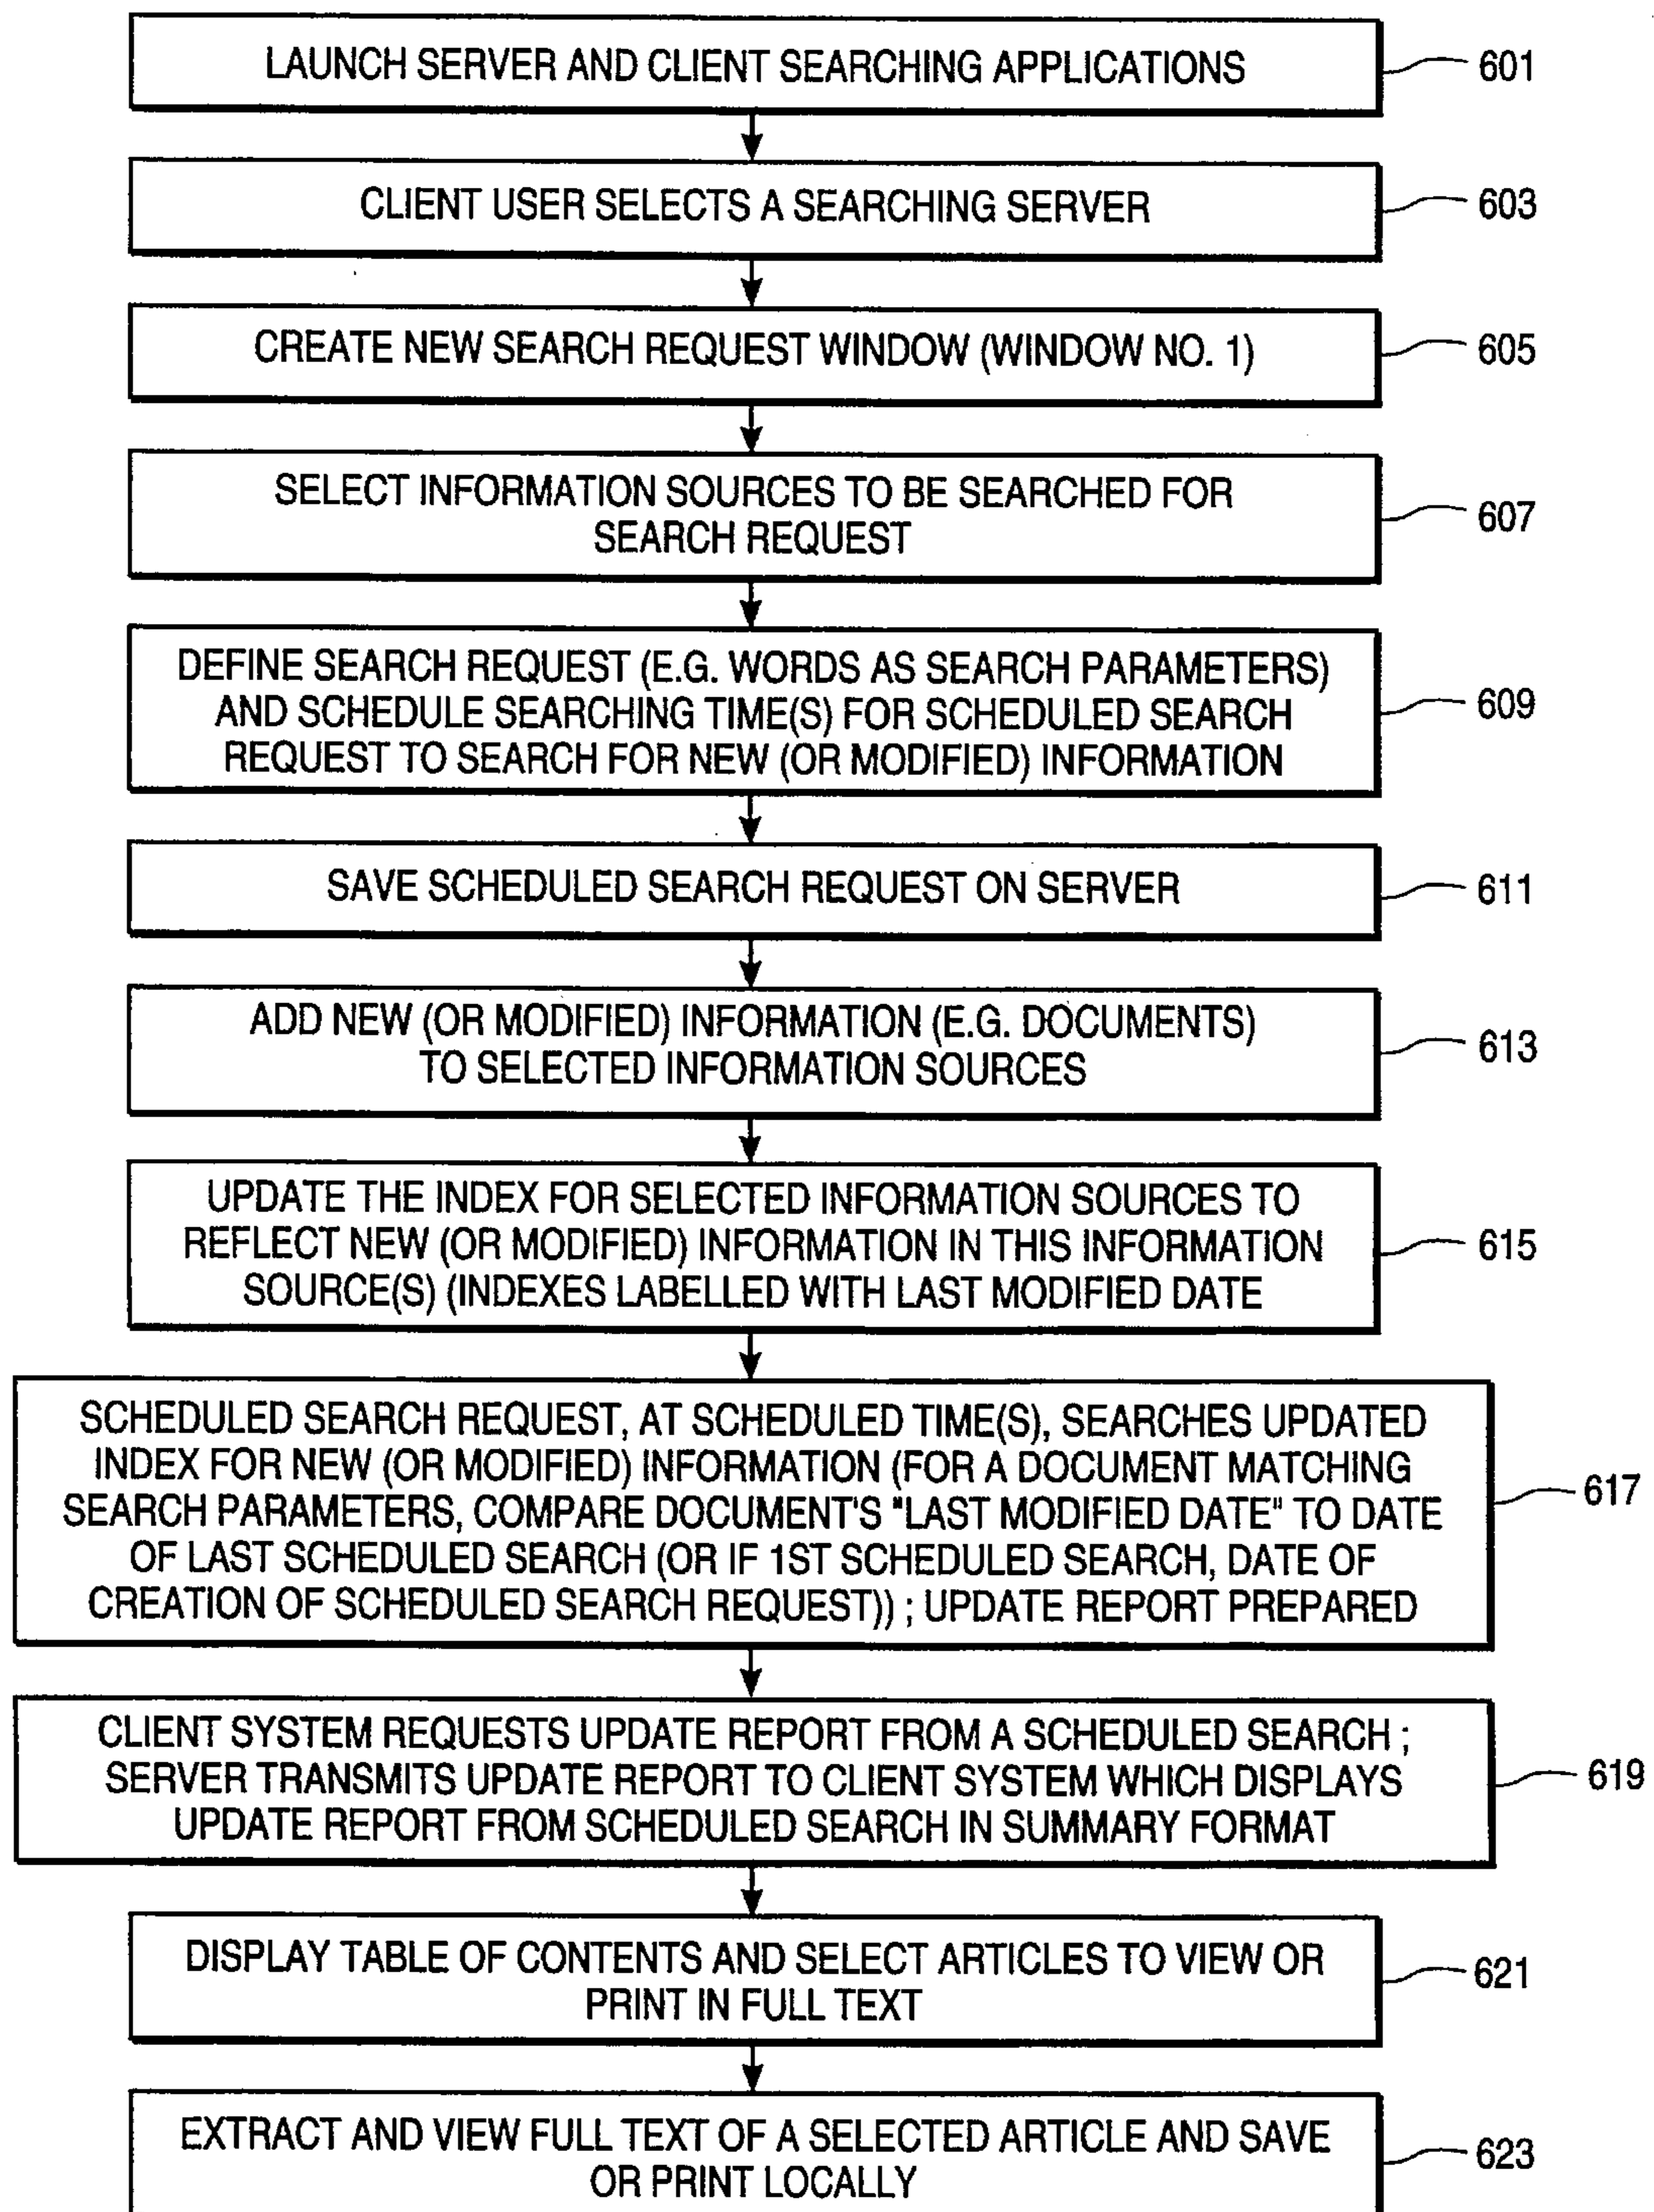 LAUNCH SERVER AND CLIENT SEARCHING APPLICATIONS
601
CLIENT USER SELECTS A SEARCHING SERVER
603
CREATE NEW SEARCH REQUEST WINDOW (WINDOW NO. 1)
605
SELECT INFORMATION SOURCES TO BE SEARCHED FOR
SEARCH REQUEST
607
DEFINE SEARCH REQUEST (E.G. WORDS AS SEARCH PARAMETERS)
AND SCHEDULE SEARCHING TIME(S) FOR SCHEDULED SEARCH
REQUEST TO SEARCH FOR NEW (OR MODIFIED) INFORMATION
609
SAVE SCHEDULED SEARCH REQUEST ON SERVER
611
ADD NEW (OR MODIFIED) INFORMATION (E.G. DOCUMENTS)
TO SELECTED INFORMATION SOURCES
613
UPDATE THE INDEX FOR SELECTED INFORMATION SOURCES TO
REFLECT NEW (OR MODIFIED) INFORMATION IN THIS INFORMATION
SOURCE(S) (INDEXES LABELLED WITH LAST MODIFIED DATE
615
SCHEDULED SEARCH REQUEST, AT SCHEDULED TIME(S), SEARCHES UPDATED
INDEX FOR NEW (OR MODIFIED) INFORMATION (FOR A DOCUMENT MATCHING
SEARCH PARAMETERS, COMPARE DOCUMENT'S "LAST MODIFIED DATE" TO DATE
OF LAST SCHEDULED SEARCH (OR IF 1ST SCHEDULED SEARCH, DATE OF
CREATION OF SCHEDULED SEARCH REQUEST)) ; UPDATE REPORT PREPARED
617
CLIENT SYSTEM REQUESTS UPDATE REPORT FROM A SCHEDULED SEARCH ;
SERVER TRANSMITS UPDATE REPORT TO CLIENT SYSTEM WHICH DISPLAYS
UPDATE REPORT FROM SCHEDULED SEARCH IN SUMMARY FORMAT
619
DISPLAY TABLE OF CONTENTS AND SELECT ARTICLES TO VIEW OR
PRINT IN FULL TEXT
621
EXTRACT AND VIEW FULL TEXT OF A SELECTED ARTICLE AND SAVE
OR PRINT LOCALLY
623